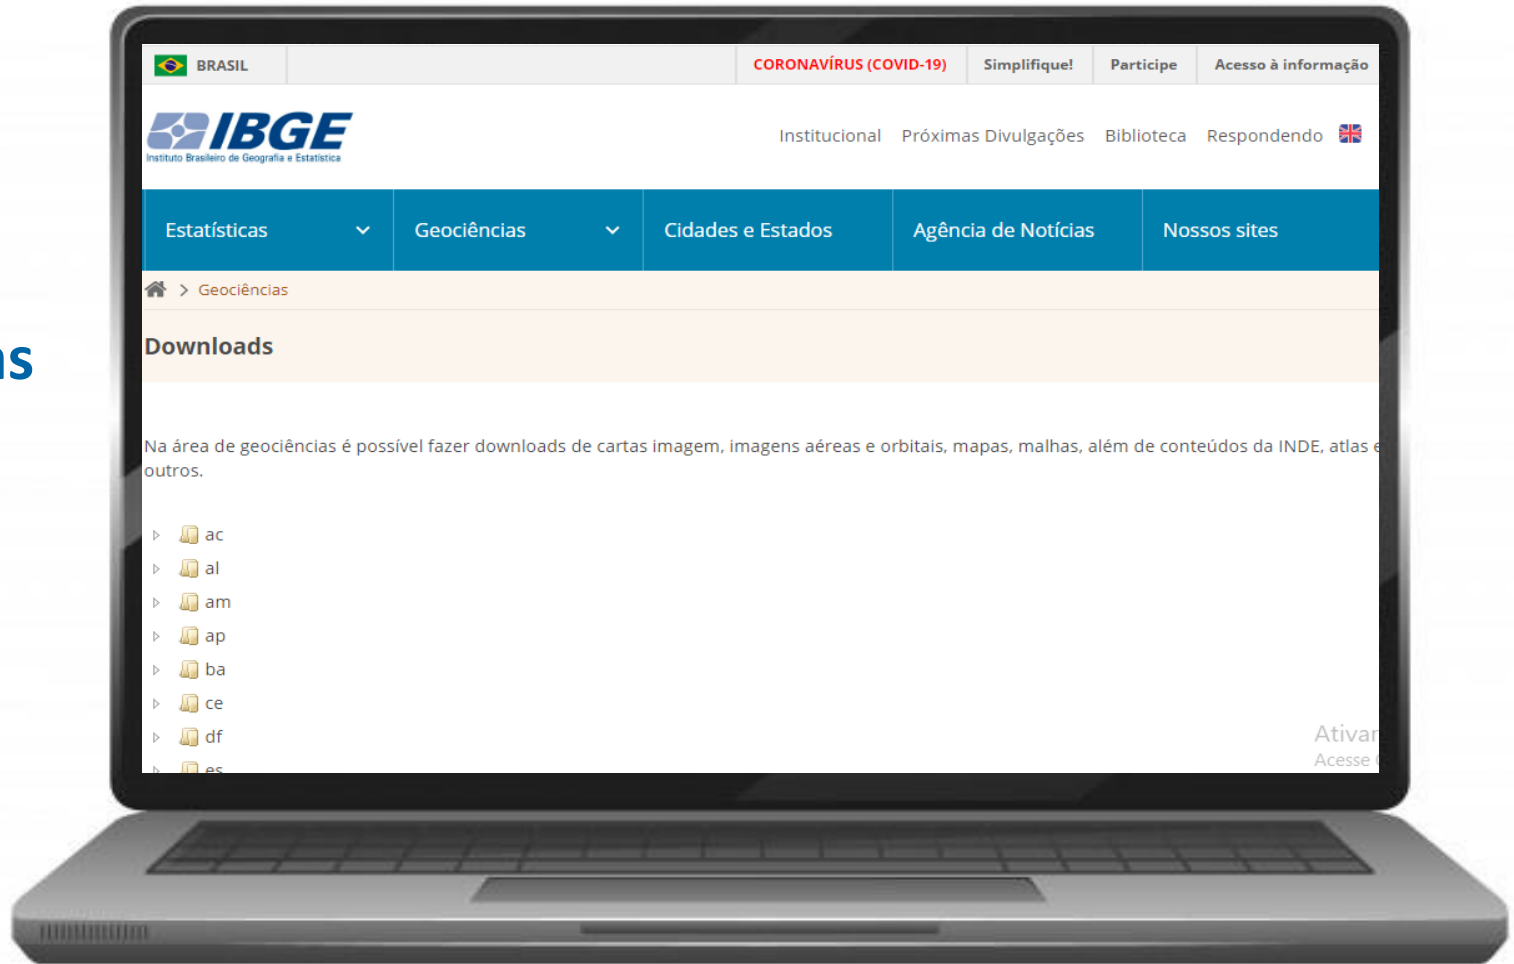 BRASIL
CORONAVÍRUS (COVID-19) Simplifique! Participe Acesso à informação
IBGE
Instituto Brasileiro de Geografia e Estatística
Institucional Próximas Divulgações Biblioteca Respondendo
Estatísticas Geociências Cidades e Estados Agência de Notícias Nossos sites
> Geociências
Downloads
Na área de geociências é possível fazer downloads de cartas imagem, imagens aéreas e orbitais, mapas, malhas, além de conteúdos da INDE, atlas e
outros.
ac
al
am
ap
ba
ce
df
es
Ativar
Acesse